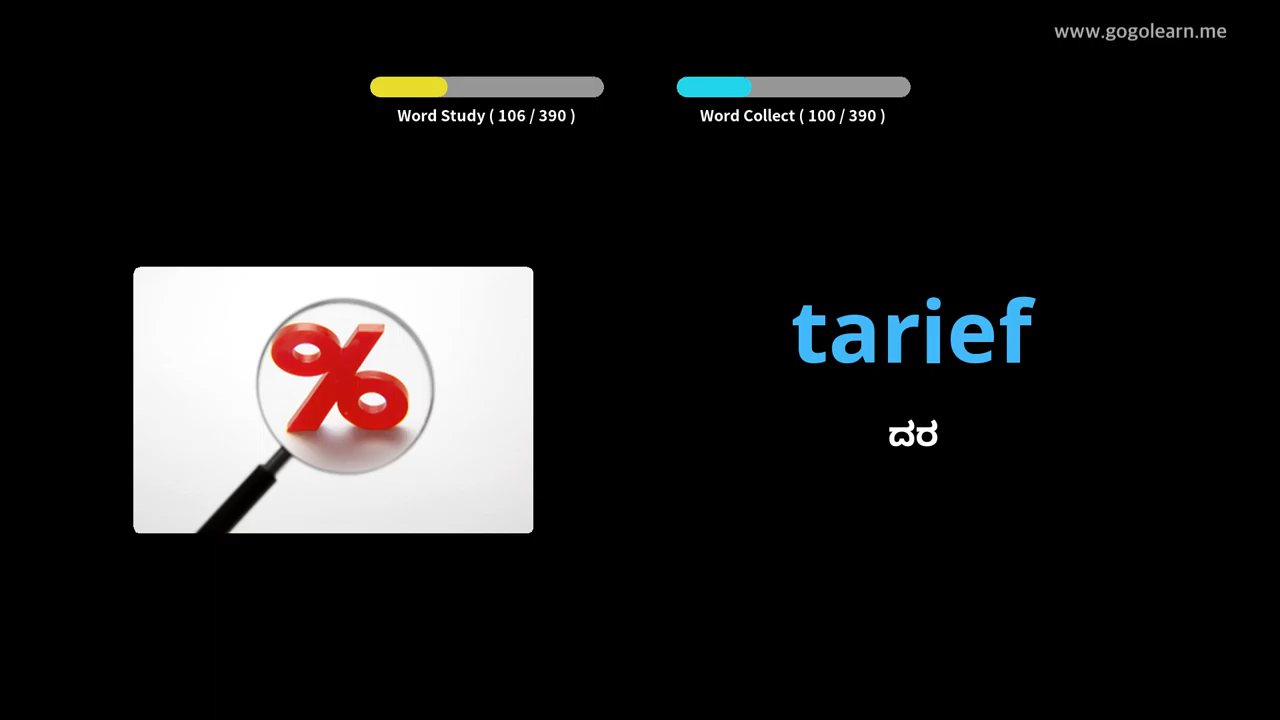 www.gogolearn.me
Word Study ( 106 / 390 )
Word Collect ( 100 / 390 )
%
tarief
ದರ